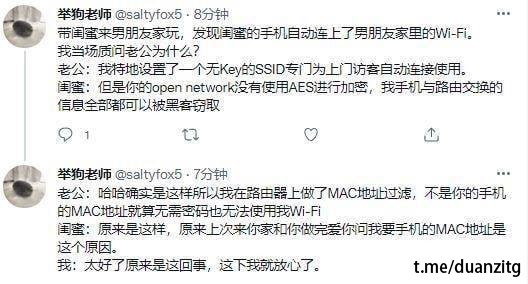 举狗老师 @saltyfox5 · 8分钟
带闺蜜来男朋友家玩，发现闺蜜的手机自动连上了男朋友家里的Wi-Fi。
我当场质问老公为什么？
老公：我特地设置了一个无Key的SSID专门为上门访客自动连接使用。
闺蜜：但是你的open network没有使用AES进行加密，我手机与路由交换的
信息全部都可以被黑客窃取
1
举狗老师 @saltyfox5 · 7分钟
老公：哈哈确实是这样所以我在路由器上做了MAC地址过滤，不是你的手机
的MAC地址就算无需密码也无法使用我Wi-Fi
闺蜜：原来是这样，原来上次来你家和你做完爱你问我要手机的MAC地址是
这个原因。
我：太好了原来是这回事，这下我就放心了。
t.me/duanzitg